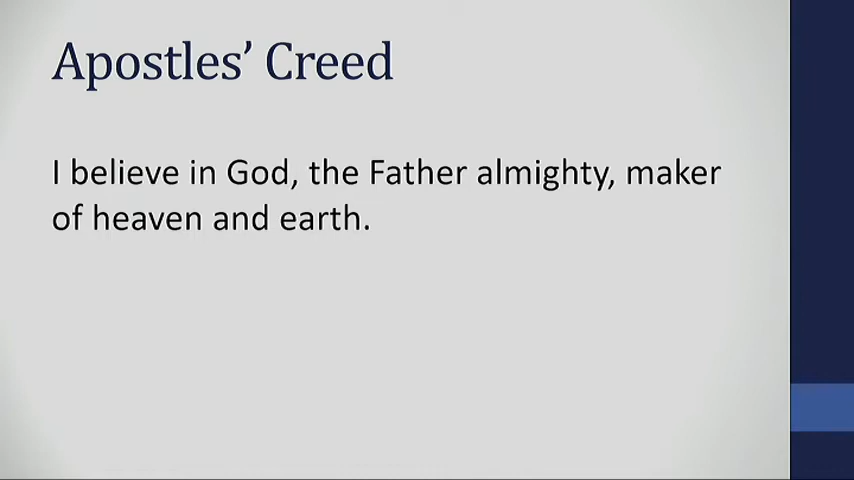 Apostles’ Creed
I believe in God, the Father almighty, maker
of heaven and earth.